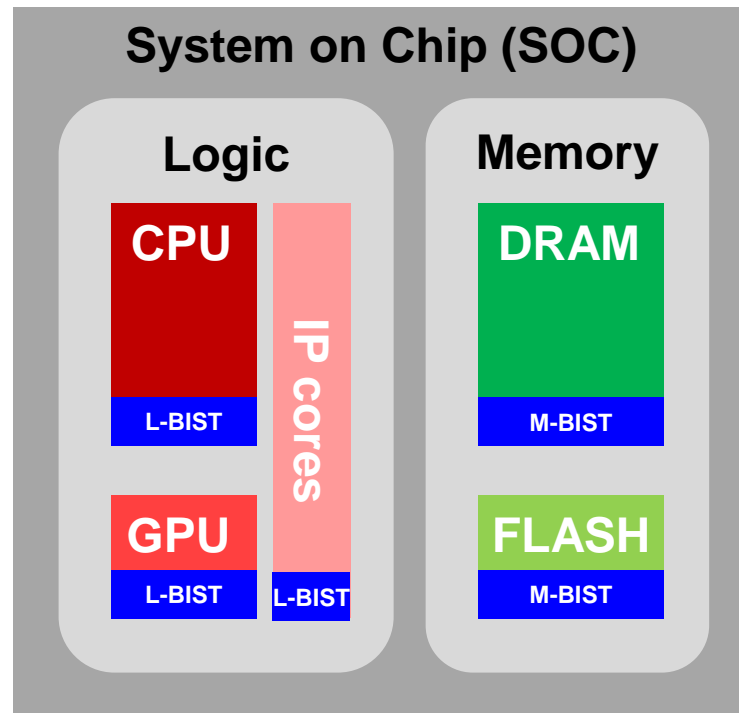 System on Chip (SOC)
Logic
CPU
L-BIST
IP cores
GPU
L-BIST
L-BIST
Memory
DRAM
M-BIST
FLASH
M-BIST